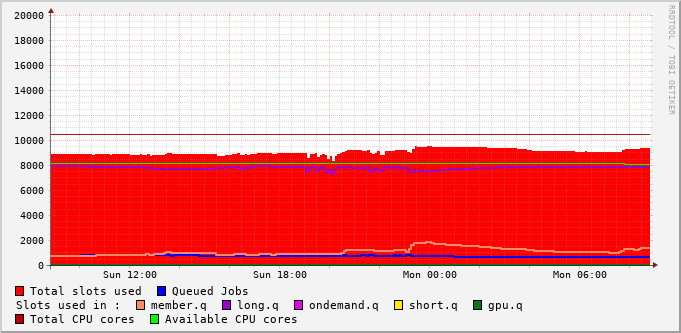 RRDTOOL / TOBI OETIKER
20000
18000
16000
14000
12000
10000
8000
6000
4000
2000
0
Sun 12:00 Sun 18:00 Mon 00:00 Mon 06:00
Total slots used Queued Jobs
Slots used in : member.q long.q ondemand.q short.q gpu.q
Total CPU cores Available CPU cores